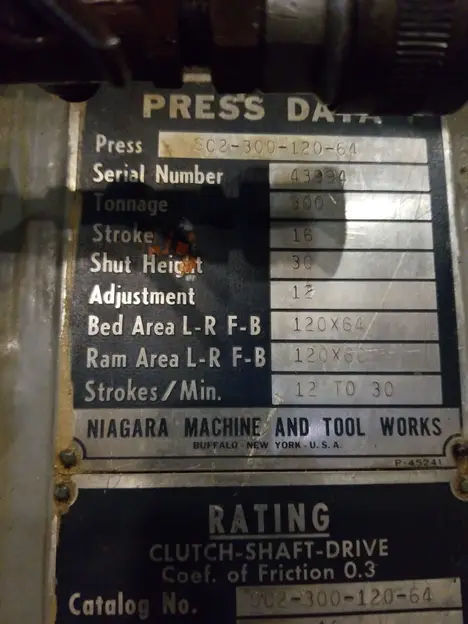 PRESS DATA
Press SC2-300-120-64
Serial Number 43994
Tonnage 300
Stroke 16
Shut Height 30
Adjustment 12
Bed Area L-R F-B 120X64
Ram Area L-R F-B
Strokes/Min. 12 TO 30
NIAGARA MACHINE AND TOOL WORKS
BUFFALO - NEW YORK - U.S.A.
P-45241
RATING
CLUTCH-SHAFT-DRIVE
Coef. of Friction 0.3
Catalog No. SC2-300-120-64